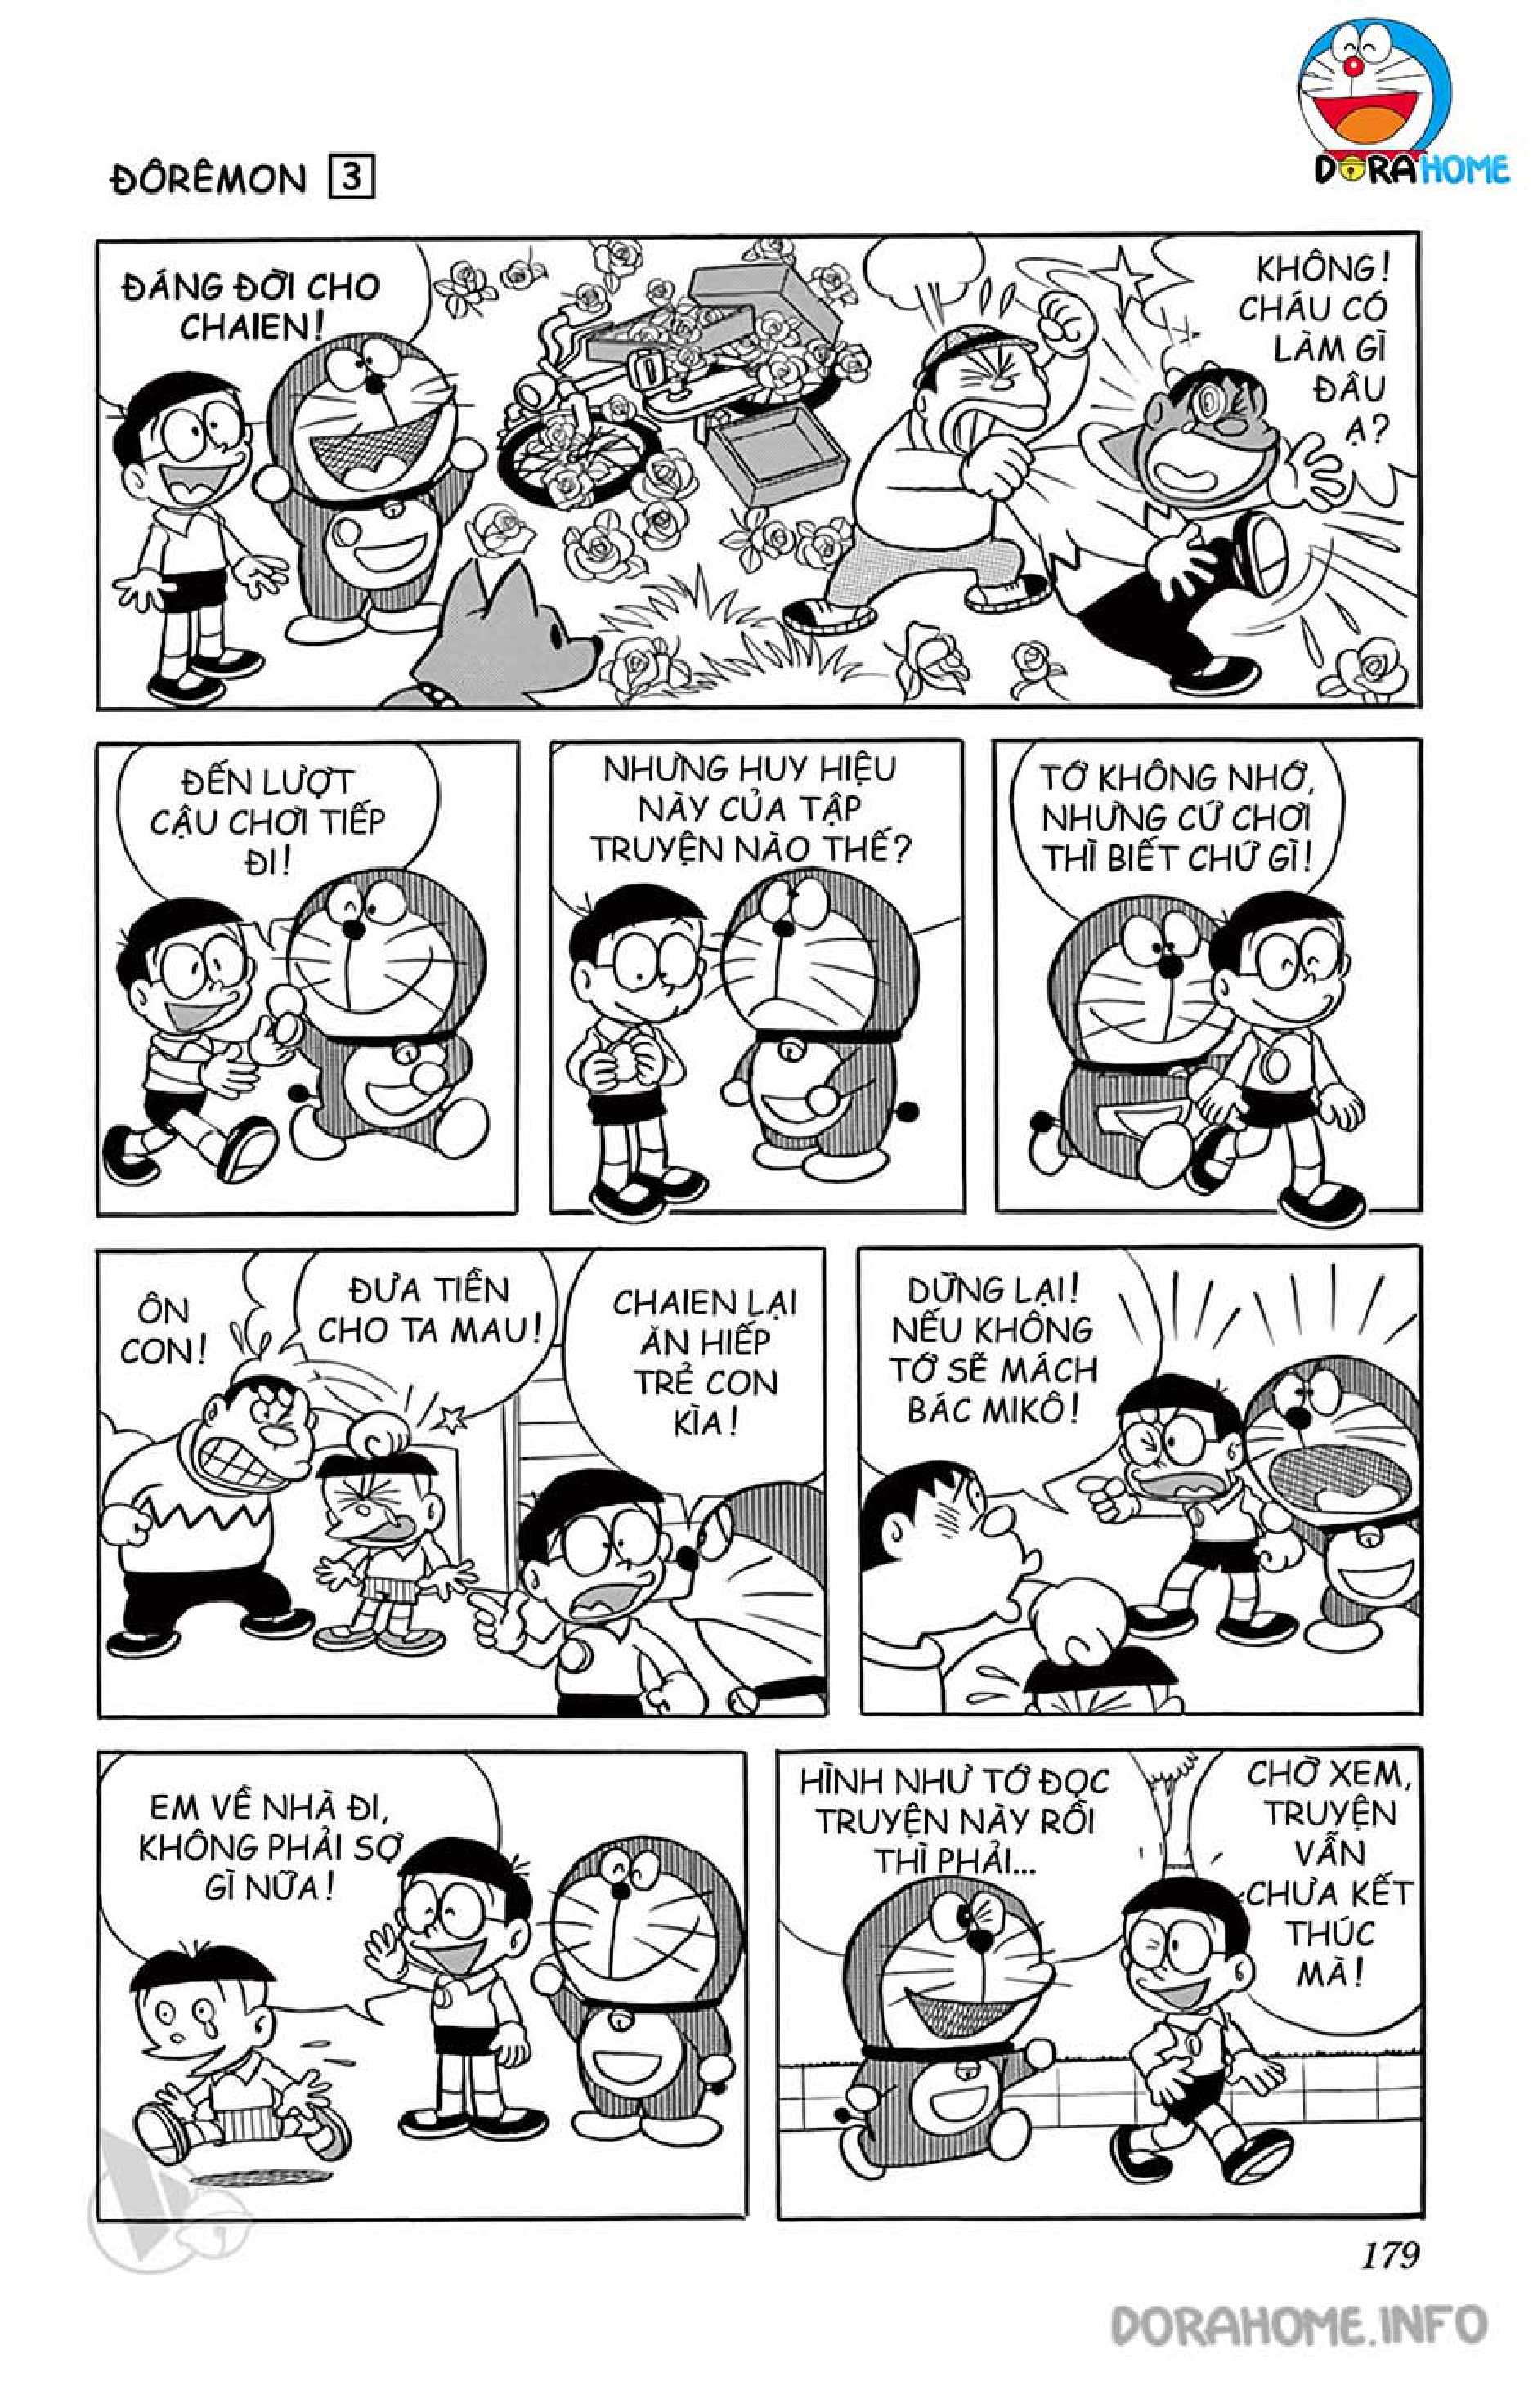 DORAHOME
ĐÔRÊMON 3
ĐÁNG ĐỜI CHO
CHAIEN!
KHÔNG!
CHÁU CÓ
LÀM GÌ
ĐÂU
Ạ?
ĐẾN LƯỢT
CẬU CHƠI TIẾP
ĐI!
NHƯNG HUY HIỆU
NÀY CỦA TẬP
TRUYỆN NÀO THẾ?
TỚ KHÔNG NHỚ,
NHƯNG CỨ CHƠI
THÌ BIẾT CHỨ GÌ!
ÔN
CON!
ĐƯA TIỀN
CHO TA MAU!
CHAIEN LẠI
ĂN HIẾP
TRẺ CON
KÌA!
DỪNG LẠI!
NẾU KHÔNG
TỚ SẼ MÁCH
BÁC MIKÔ!
EM VỀ NHÀ ĐI,
KHÔNG PHẢI SỢ
GÌ NỮA!
HÌNH NHƯ TỚ ĐỌC
TRUYỆN NÀY RỒI
THÌ PHẢI...
CHỜ XEM,
TRUYỆN
VẪN
CHƯA KẾT
THÚC
MÀ!
179
DORAHOME.INFO